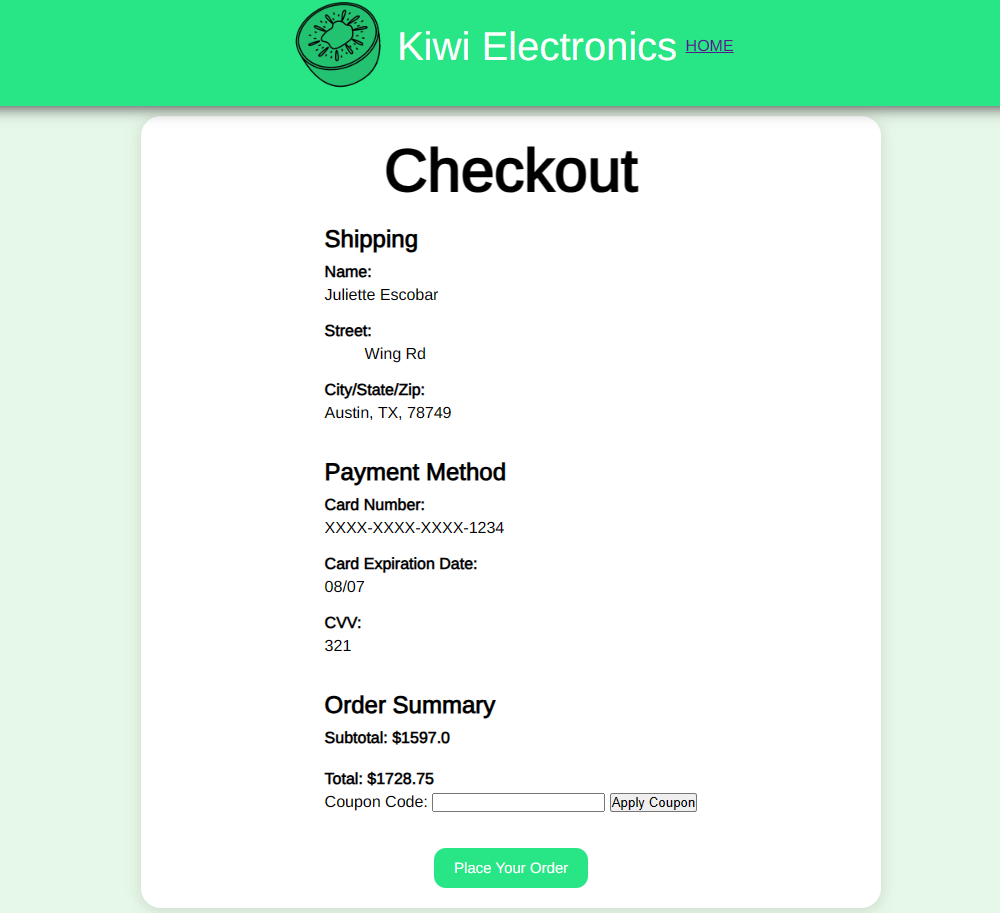 Kiwi Electronics HOME
Checkout
Shipping
Name:
Juliette Escobar
Street:
Wing Rd
City/State/Zip:
Austin, TX, 78749
Payment Method
Card Number:
XXXX-XXXX-XXXX-1234
Card Expiration Date:
08/07
CVV:
321
Order Summary
Subtotal: $1597.0
Total: $1728.75
Coupon Code: Apply Coupon
Place Your Order